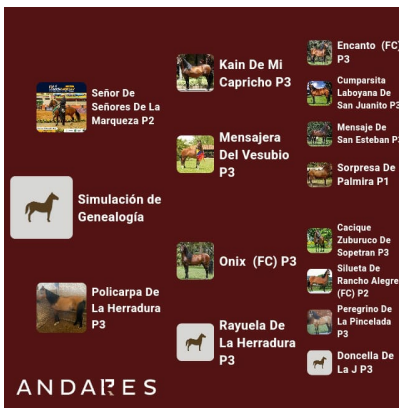 Señor De
Señores De La
Marqueza P2
Simulación de
Genealogía
Policarpa De
La Herradura
P3
Kain De Mi
Capricho P3
Mensajera
Del Vesubio
P3
Onix (FC) P3
Rayuela De
La Herradura
P3
Encanto (FC)
P3
Cumparsita
Laboyana De
San Juanito P3
Mensaje De
San Esteban P3
Sorpresa De
Palmira P1
Cacique
Zuburuco De
Sopetran P3
Silueta De
Rancho Alegre
(FC) P2
Peregrino De
La Pincelada
P3
Doncella De
La J P3
ANDARES